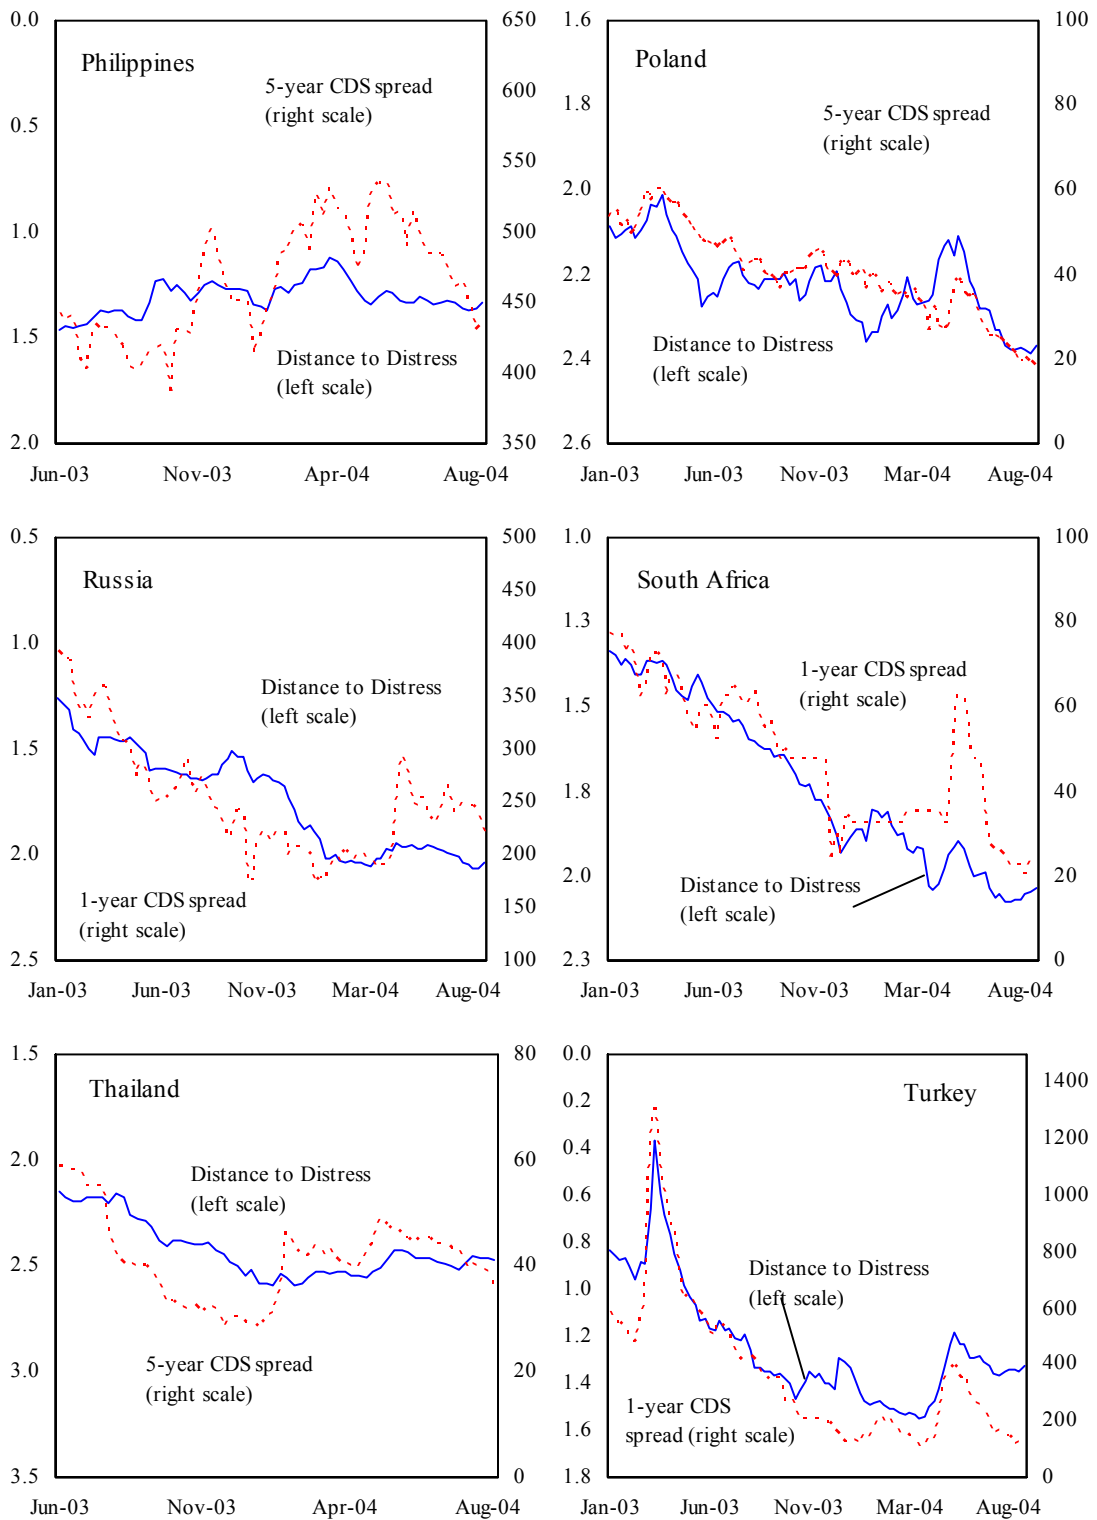 0.0
0.5
1.0
1.5
2.0
650
600
550
500
450
400
350
Philippines
5-year CDS spread
(right scale)
Distance to Distress
(left scale)
Jun-03 Nov-03 Apr-04 Aug-04
1.6
1.8
2.0
2.2
2.4
2.6
100
80
60
40
20
0
Poland
5-year CDS spread
(right scale)
Distance to Distress
(left scale)
Jan-03 Jun-03 Nov-03 Mar-04 Aug-04
0.5
1.0
1.5
2.0
2.5
500
450
400
350
300
250
200
150
100
Russia
Distance to Distress
(left scale)
1-year CDS spread
(right scale)
Jan-03 Jun-03 Nov-03 Mar-04 Aug-04
1.0
1.3
1.5
1.8
2.0
2.3
100
80
60
40
20
0
South Africa
1-year CDS spread
(right scale)
Distance to Distress
(left scale)
Jan-03 Jun-03 Nov-03 Mar-04 Aug-04
1.5
2.0
2.5
3.0
3.5
80
60
40
20
0
Thailand
Distance to Distress
(left scale)
5-year CDS spread
(right scale)
Jun-03 Nov-03 Apr-04 Aug-04
0.0
0.2
0.4
0.6
0.8
1.0
1.2
1.4
1.6
1.8
1400
1200
1000
800
600
400
200
0
Turkey
Distance to Distress
(left scale)
1-year CDS
spread (right scale)
Jan-03 Jun-03 Nov-03 Mar-04 Aug-04